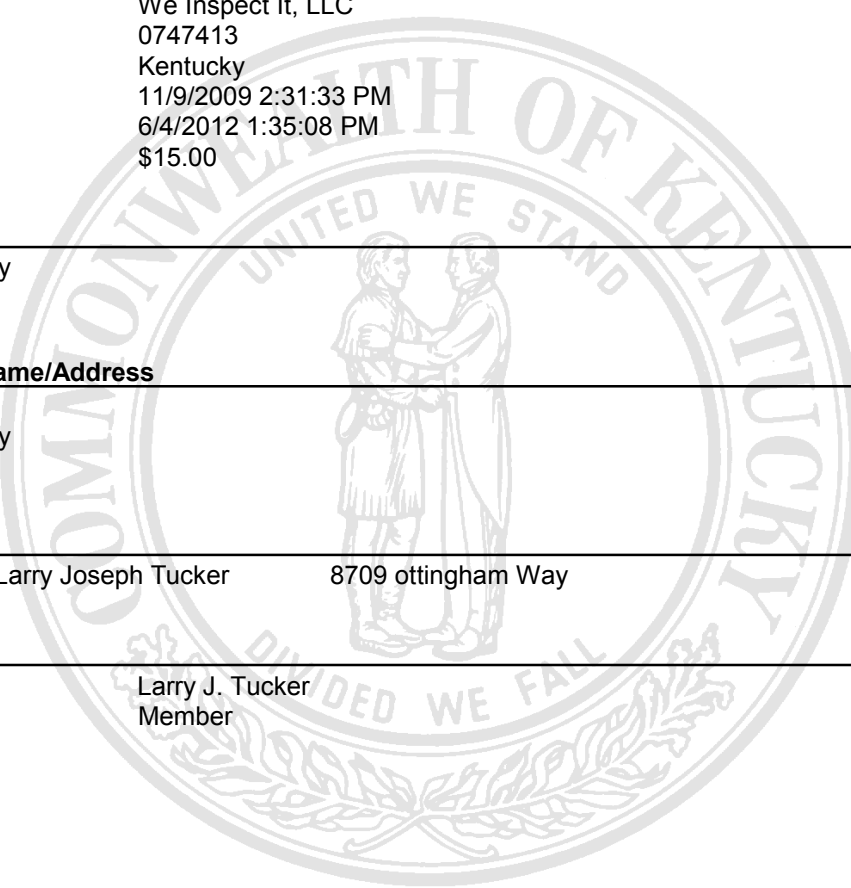 We Inspect It, LLC
0747413
Kentucky
11/9/2009 2:31:33 PM
6/4/2012 1:35:08 PM
$15.00
COMMONWEALTH OF KENTUCKY
UNITED WE STAND
y
ame/Address
y
Larry Joseph Tucker 8709 ottingham Way
DIVIDED WE FALL
Larry J. Tucker
Member